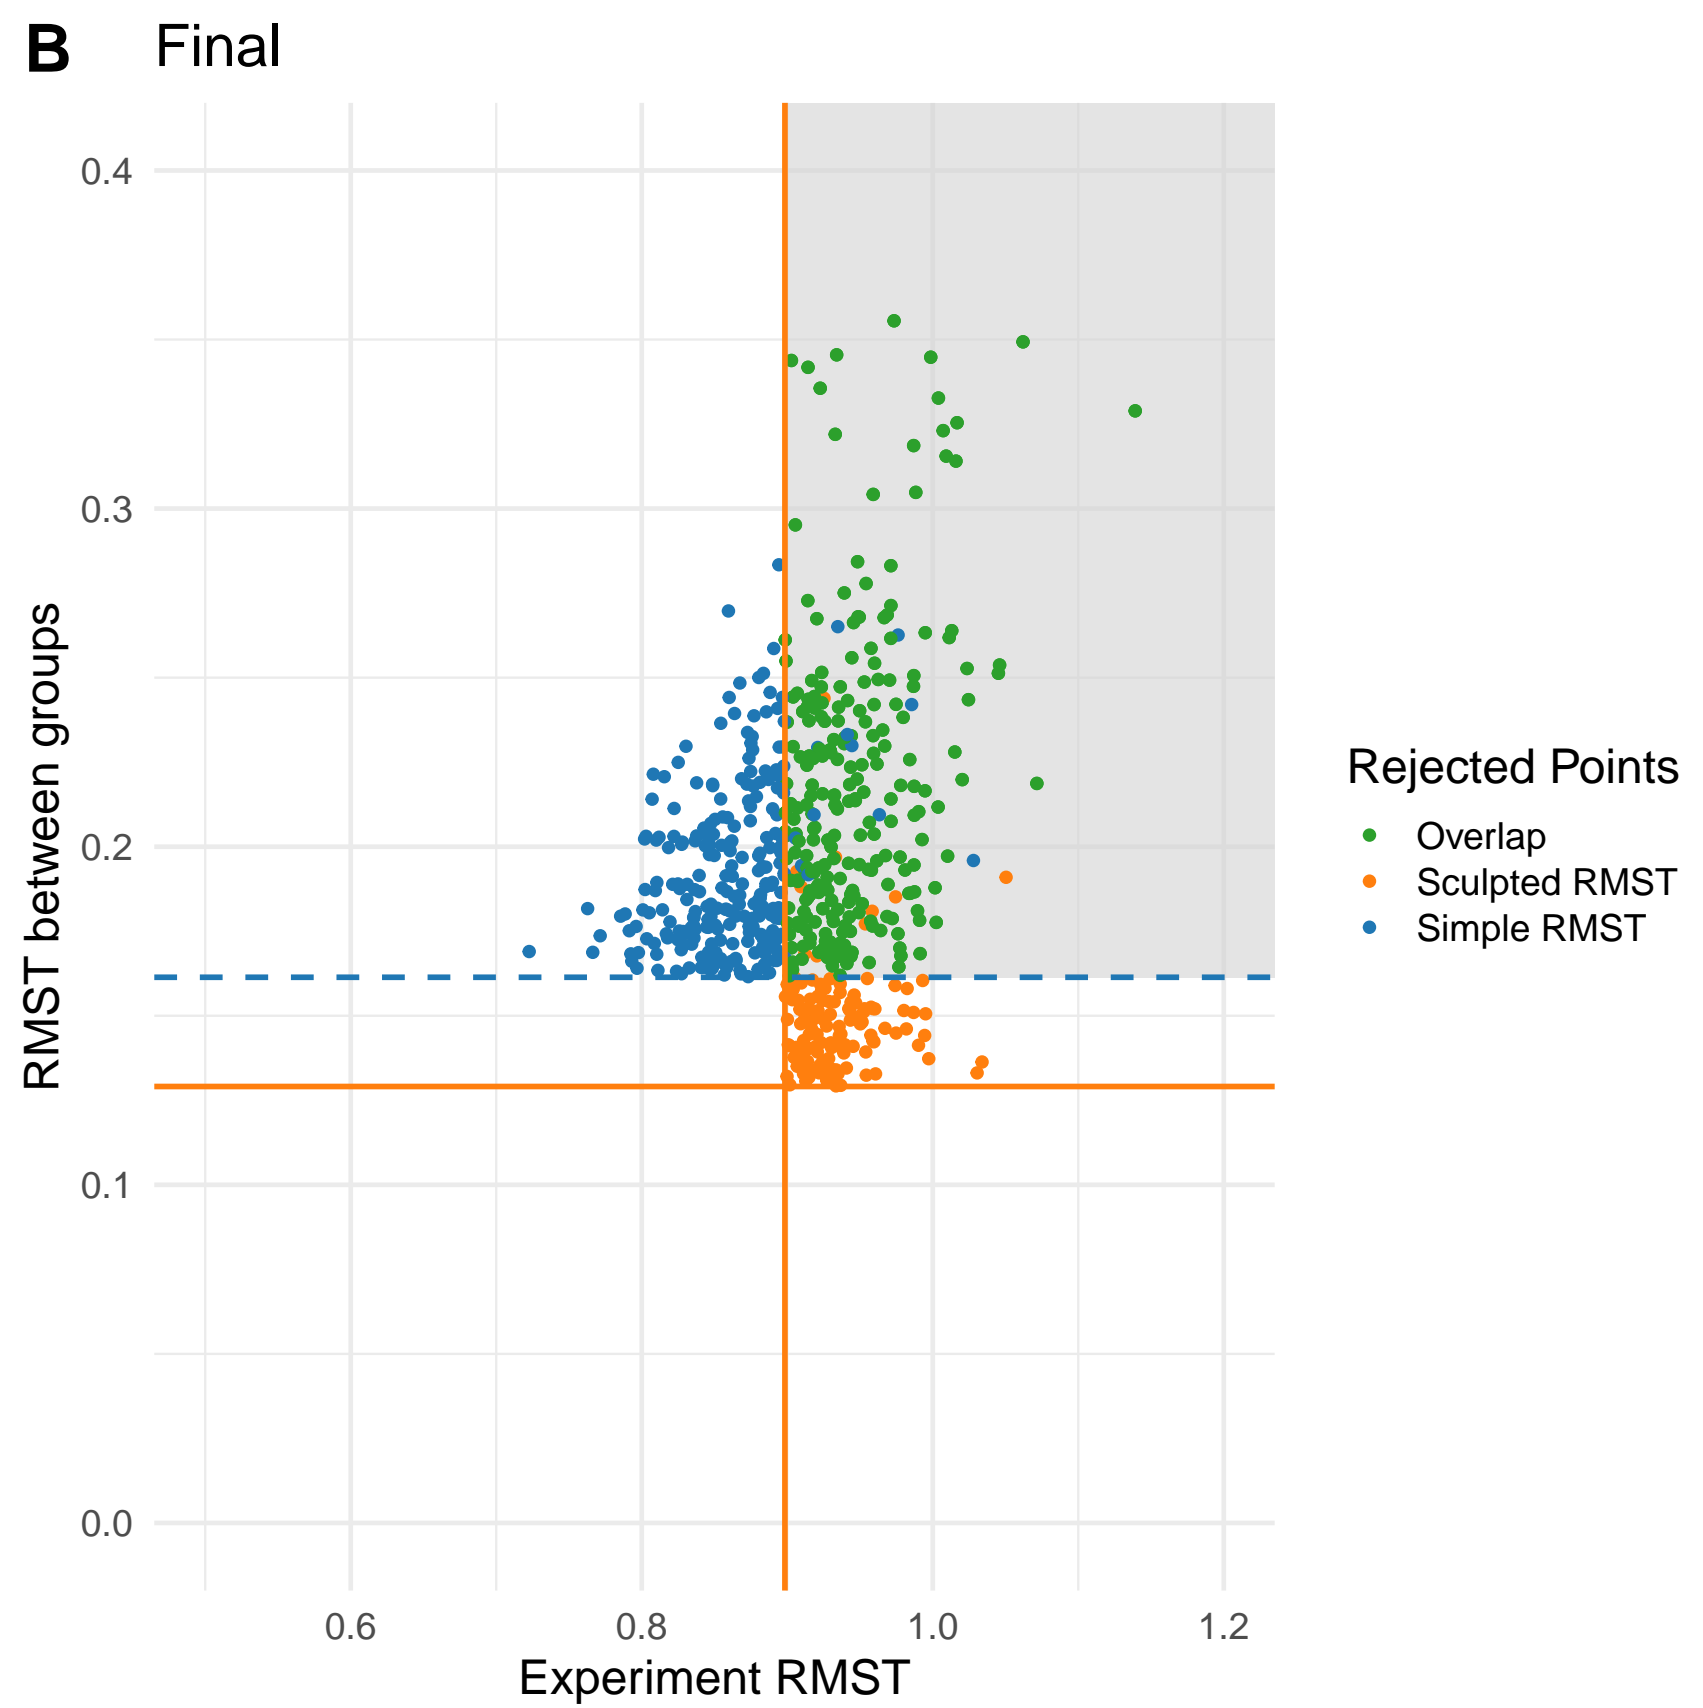 B Final
0.4
0.3
0.2
0.1
0.0
RMST between groups
0.6 0.8 1.0 1.2
Experiment RMST
Rejected Points
Overlap
Sculpted RMST
Simple RMST